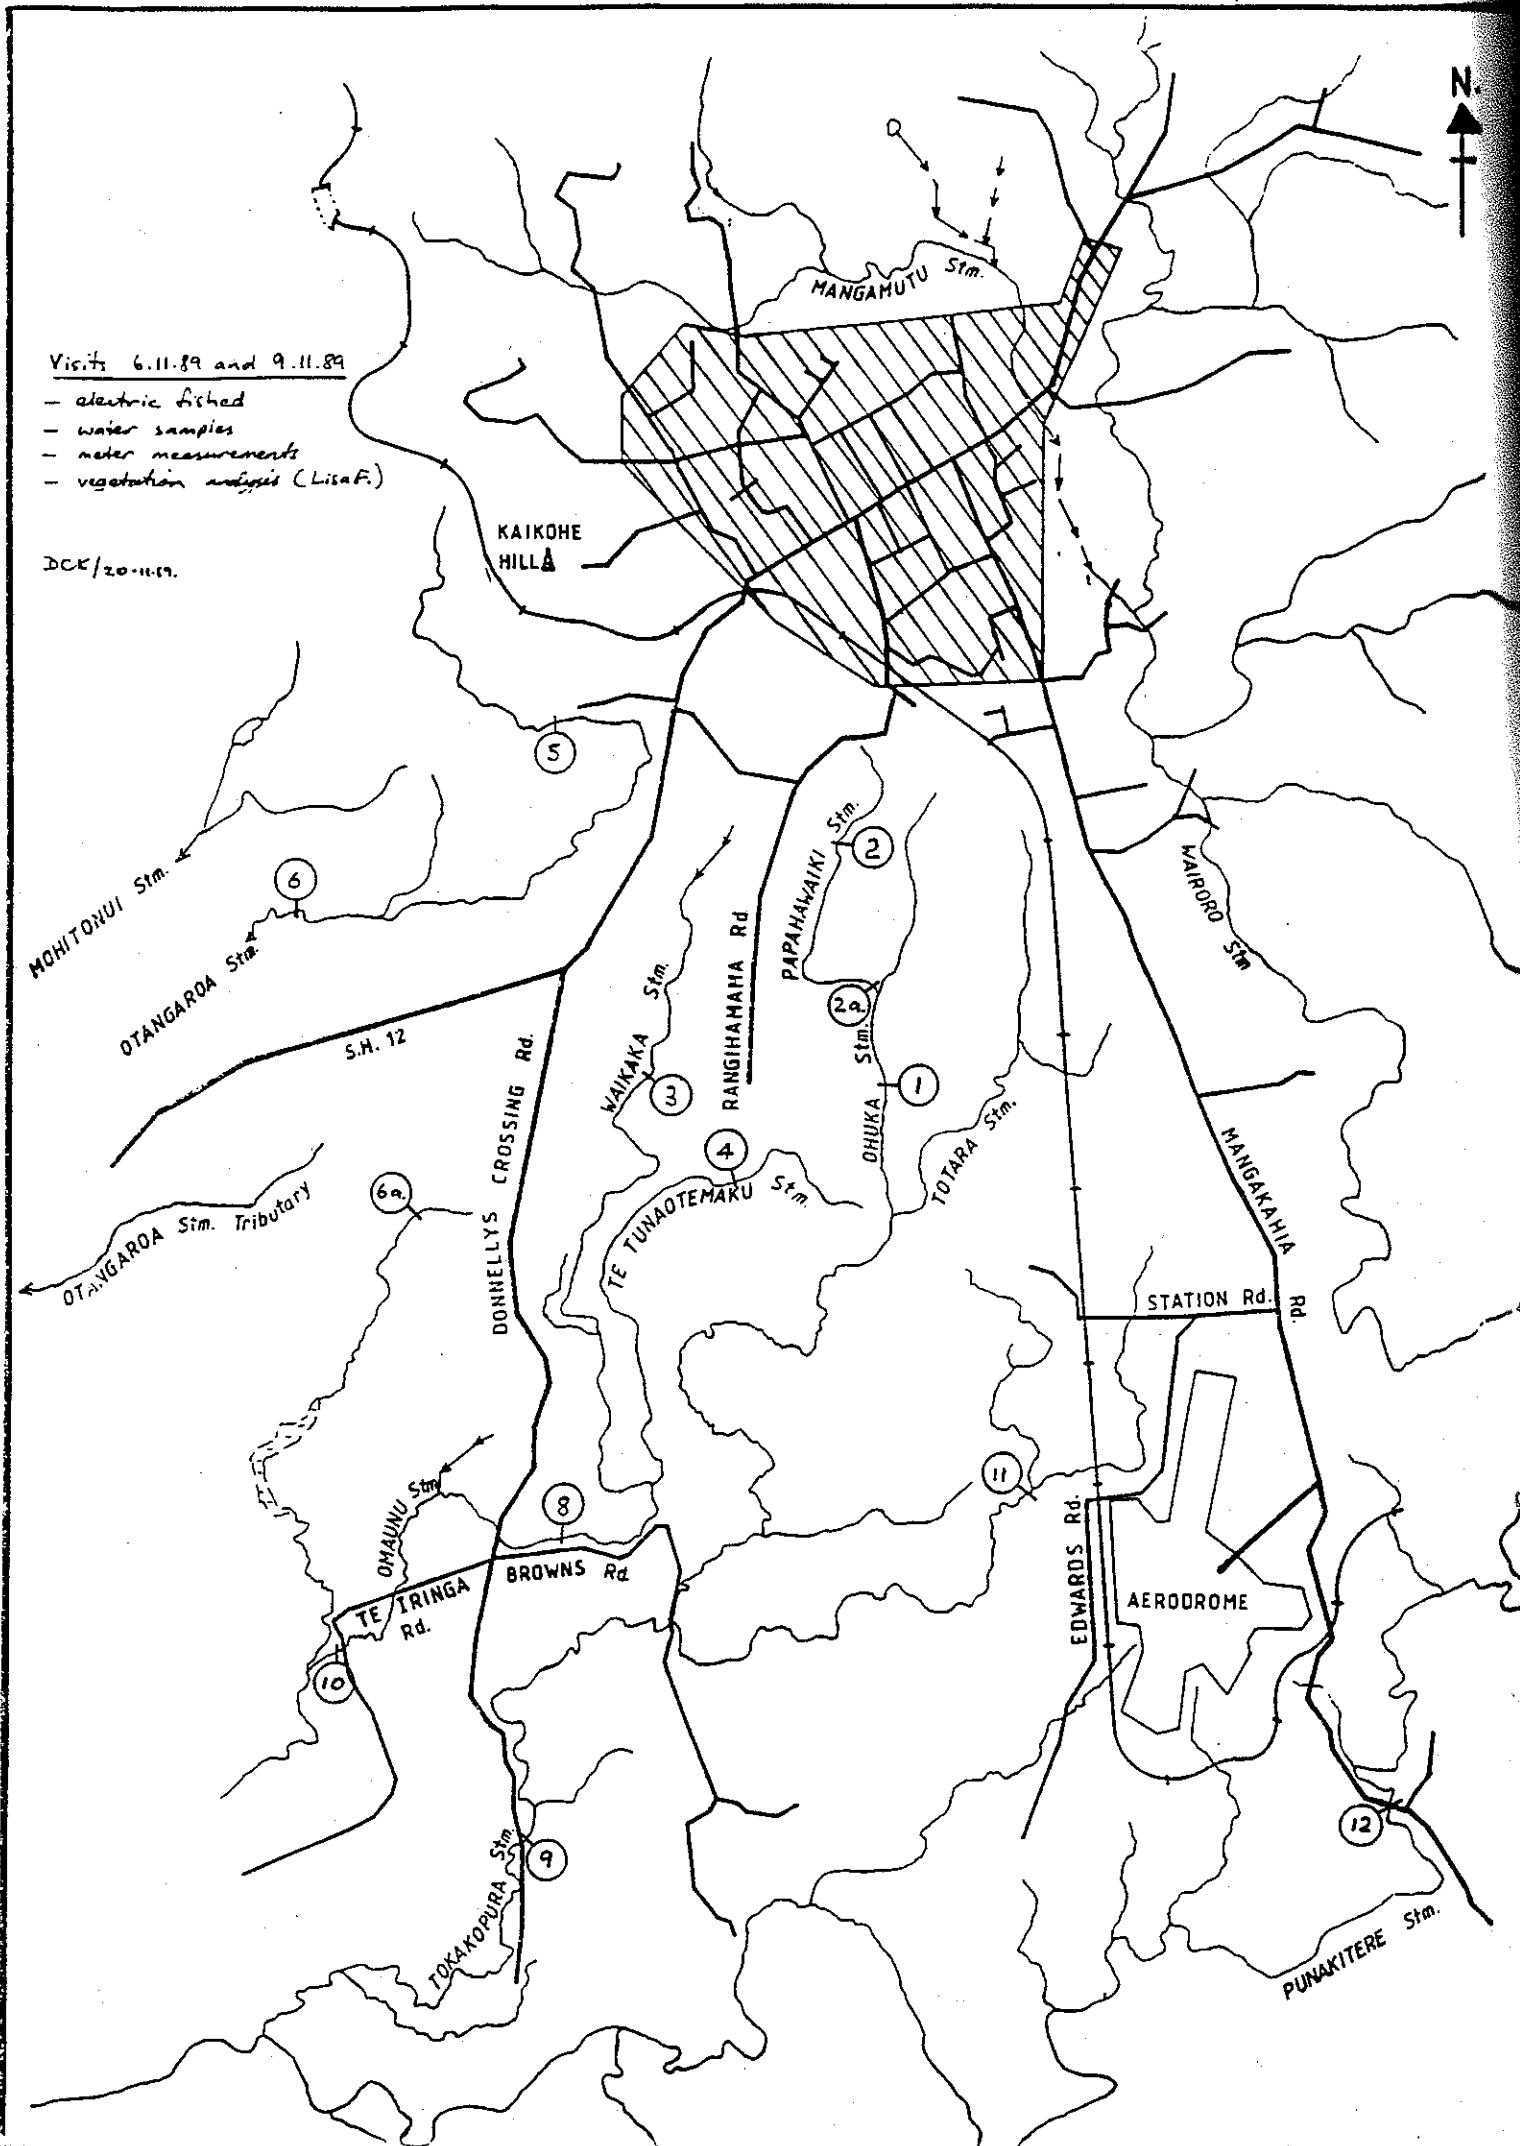 N.
MANGAMUTU Stm.
Visits 6.11.89 and 9.11.89
– electric fished
– water samples
– meter measurements
– vegetation analysis (Lisa F.)
KAIKOHE
HILL
DCK/20.11.89.
5
2
6
MOHITONUI Stm.
OTANGAROA Stm.
PAPAHAWAIKI Stm.
WAIRORO Stm
2a.
S.H. 12
WAIKAKA Stm.
RANGIHAMAHA Rd
3
1
OHUKA Stm.
TOTARA Stm.
4
DONNELLYS CROSSING Rd.
6a.
TE TUNAOTEMAKU Stm.
MANGAKAHIA Rd.
OTANGAROA Stm. Tributary
STATION Rd.
11
8
OMAUNU Stm
BROWNS Rd
TE IRINGA
Rd.
EDWARDS Rd.
AERODROME
10
12
9
TOKAKOPURA Stm.
PUNAKITERE Stm.